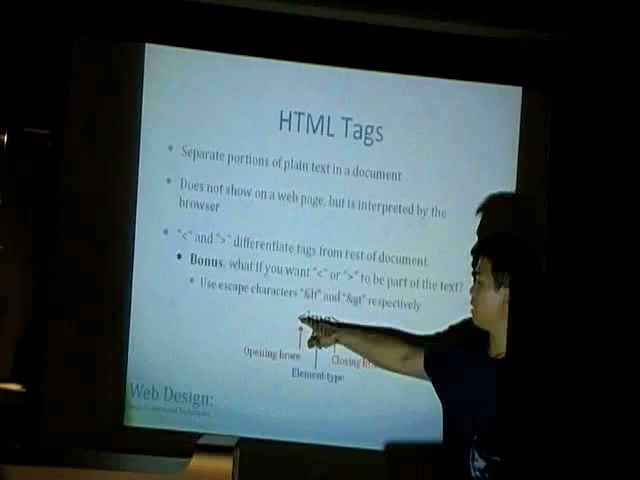 HTML Tags
• Separate portions of plain text in a document
• Does not show on a web page, but is interpreted by the
browser
• "<" and ">" differentiate tags from rest of document.
• Bonus: what if you want "<" or ">" to be part of the text?
• Use escape characters "&lt" and "&gt" respectively
Opening brace
Closing
Element type
Web Design: